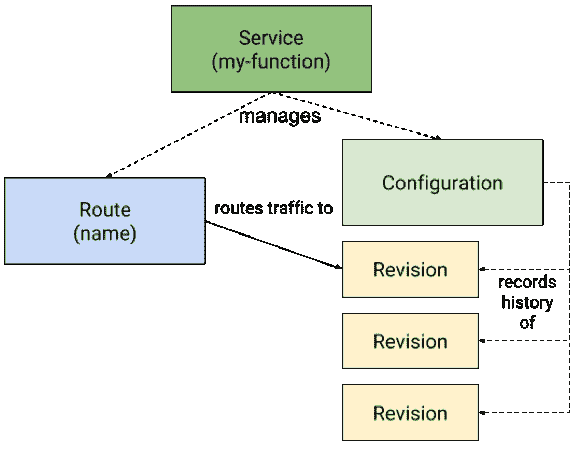 Service
(my-function)
manages
Route
(name)
routes traffic to
Configuration
Revision
records
history
of
Revision
Revision